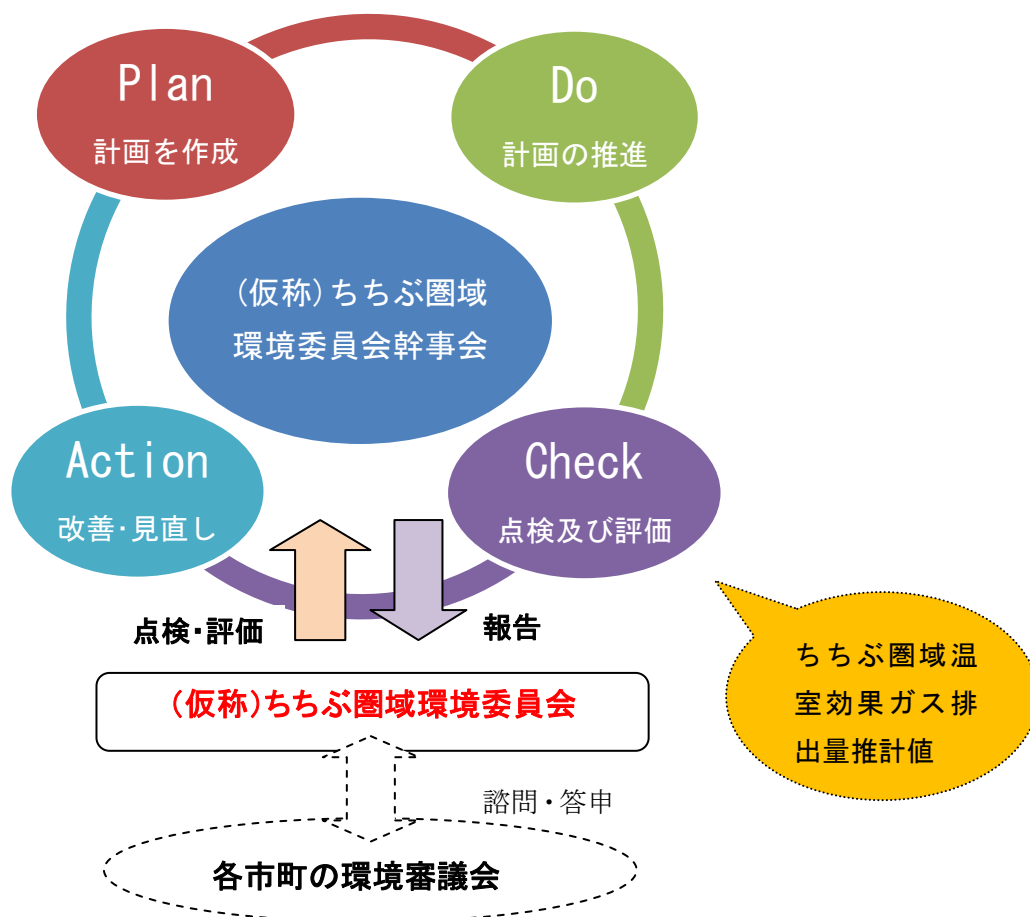 Plan
計画を作成
Do
計画の推進
(仮称)ちちぶ圏域
環境委員会幹事会
Action
改善・見直し
Check
点検及び評価
点検・評価
報告
ちちぶ圏域温
室効果ガス排
出量推計値
(仮称)ちちぶ圏域環境委員会
諮問・答申
各市町の環境審議会